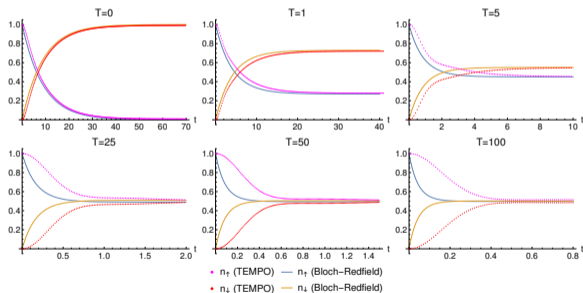 T=0 T=1 T=5
1.0 1.0 1.0
0.8 0.8 0.8
0.6 0.6 0.6
0.4 0.4 0.4
0.2 0.2 0.2
10 20 30 40 50 60 70 t 10 20 30 40 t 2 4 6 8 10 t
T=25 T=50 T=100
1.0 1.0 1.0
0.8 0.8 0.8
0.6 0.6 0.6
0.4 0.4 0.4
0.2 0.2 0.2
0.0 0.0 0.0
0.5 1.0 1.5 2.0 t 0.2 0.4 0.6 0.8 1.0 1.2 1.4 t 0.2 0.4 0.6 0.8 t
n↑ (TEMPO) n↑ (Bloch−Redfield)
n↓ (TEMPO) n↓ (Bloch−Redfield)